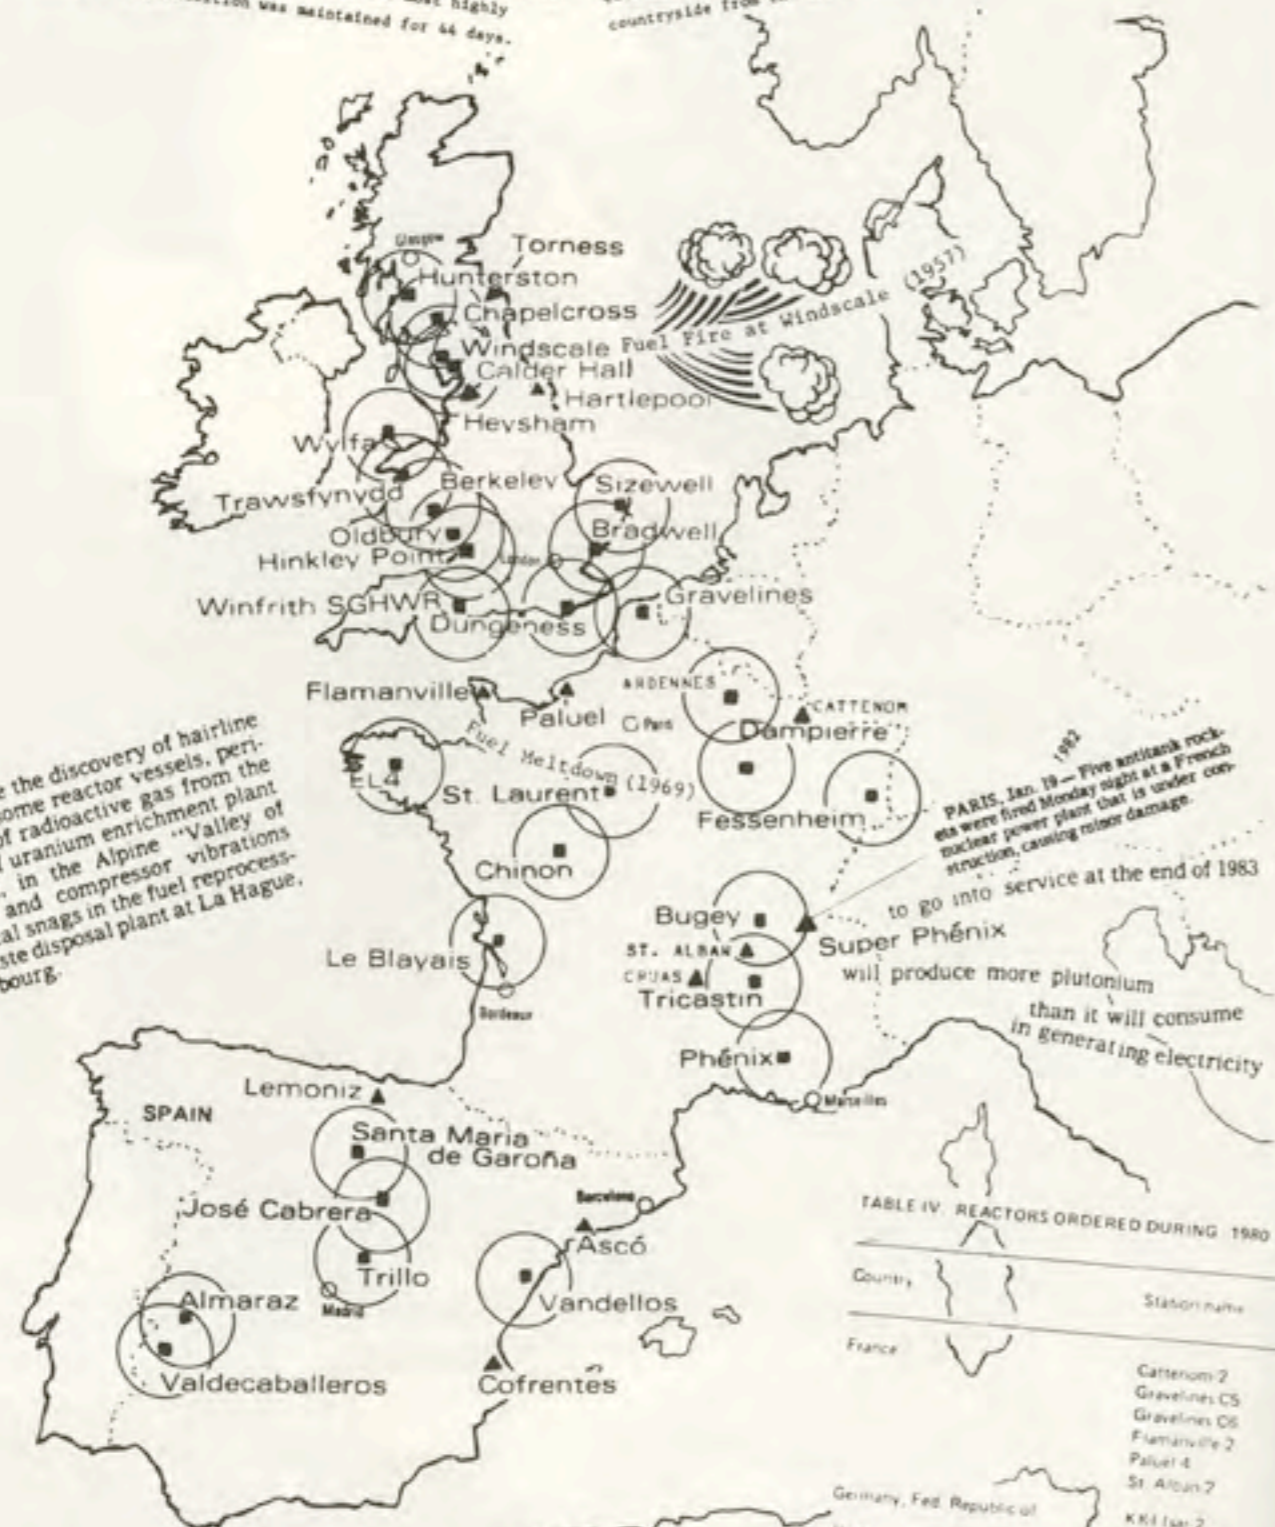 highly
was maintained for 44 days.
countryside from
Glasgow
Torness
Hunterston
Chapelcross
Windscale
Fuel Fire at Windscale (1957)
Calder Hall
Hartlepool
Heysham
Wylfa
Trawsfynydd
Berkeley
Sizewell
Oldbury
Bradwell
Hinkley Point
London
Winfrith SGHWR
Dungeness
Gravelines
Flamanville
Paluel
Paris
ARDENNES
CATTENOM
Dampierre
Fuel Meltdown (1969)
EL4
St. Laurent
Fessenheim
Chinon
the discovery of hairline
some reactor vessels, peri-
of radioactive gas from the
uranium enrichment plant
in the Alpine "Valley of
and compressor vibrations
snags in the fuel reprocess-
disposal plant at La Hague,
bourg.
1982
PARIS, Jan. 19— Five antitank rock-
ets were fired Monday night at a French
nuclear power plant that is under con-
struction, causing minor damage.
to go into service at the end of 1983
Bugey
Super Phénix
ST. ALBAN
CRUAS
Tricastin
will produce more plutonium
than it will consume
in generating electricity
Le Blayais
Bordeaux
Phénix
Marseilles
Lemoniz
SPAIN
Santa Maria
de Garoña
José Cabrera
Barcelona
Ascó
Trillo
Madrid
Almaraz
Vandellos
Valdecaballeros
Cofrentes
TABLE IV REACTORS ORDERED DURING 1980
Country
Station name
France
Cattenom 2
Gravelines C5
Gravelines C6
Flamanville 2
Paluel 4
St. Alban 2
Germany, Fed. Republic of